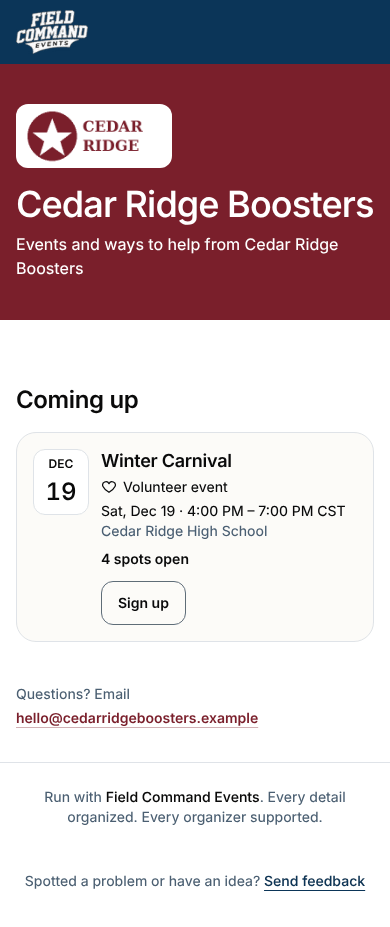 FIELD
COMMAND
EVENTS
CEDAR
RIDGE
Cedar Ridge Boosters
Events and ways to help from Cedar Ridge
Boosters
Coming up
DEC
19
Winter Carnival
Volunteer event
Sat, Dec 19 · 4:00 PM – 7:00 PM CST
Cedar Ridge High School
4 spots open
Sign up
Questions? Email
hello@cedarridgeboosters.example
Run with Field Command Events. Every detail
organized. Every organizer supported.
Spotted a problem or have an idea? Send feedback